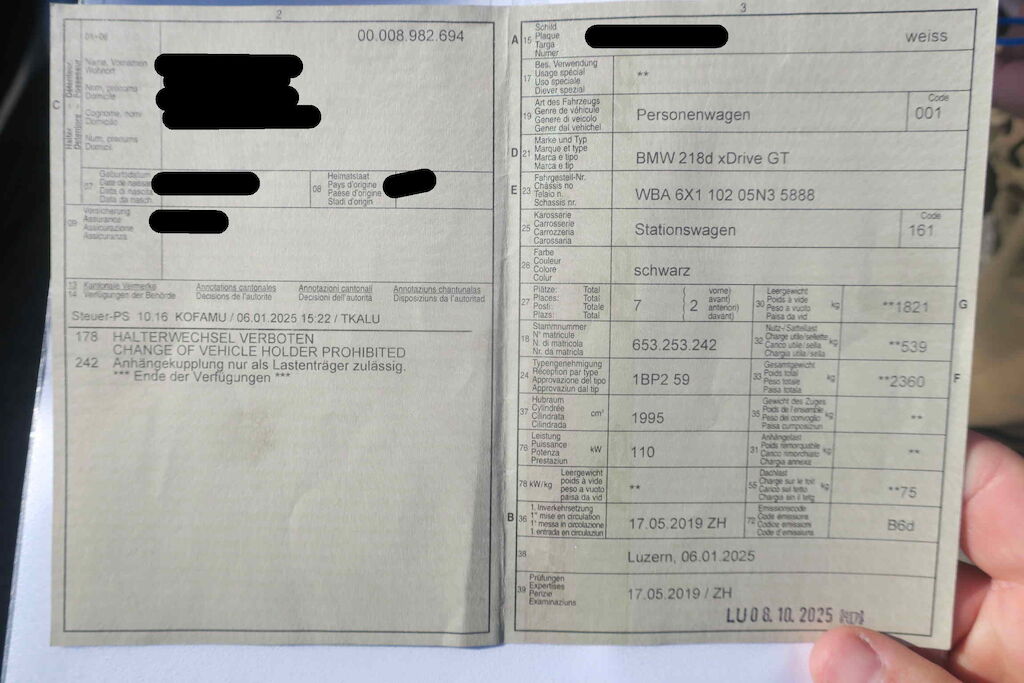 2
01-06
00.008.982.694
Halter – Détenteur
Detentore – Possessur
C
Name, Vornamen
Wohnort
Nom, prénoms
Domicile
Cognome, nomi
Domicilio
Num, prenums
Domicil
07
Geburtsdatum
Date de naissance
Data di nascita
Data da nasch.
08
Heimatstaat
Pays d'origine
Paese d'origine
Stadi d'origin
09
Versicherung
Assurance
Assicurazione
Assicuranza
13 Kantonale Vermerke
14 Verfügungen der Behörde
Annotations cantonales
Décisions de l'autorité
Annotazioni cantonali
Decisioni dell'autorità
Annotaziuns chantunalas
Disposiziuns da l'autoritad
Steuer-PS 10.16 KOFAMU / 06.01.2025 15:22 / TKALU
178 HALTERWECHSEL VERBOTEN
CHANGE OF VEHICLE HOLDER PROHIBITED
242 Anhängekupplung nur als Lastenträger zulässig.
*** Ende der Verfügungen ***
3
A 15
Schild
Plaque
Targa
Numer
weiss
17
Bes. Verwendung
Usage spécial
Uso speciale
Diever spezial
**
19
Art des Fahrzeugs
Genre de véhicule
Genere di veicolo
Gener dal vehichel
Personenwagen
Code
001
D 21
Marke und Typ
Marque et type
Marca e tipo
Marca e tip
BMW 218d xDrive GT
E 23
Fahrgestell-Nr.
Châssis no
Telaio n.
Schassis nr.
WBA 6X1 102 05N3 5888
25
Karosserie
Carrosserie
Carrozzeria
Carossaria
Stationswagen
Code
161
26
Farbe
Couleur
Colore
Colur
schwarz
27
Plätze: Total
Places: Total
Posti: Totale
Plazs: Total
7
( 2
vorne)
avant)
anteriori)
davant)
30
Leergewicht
Poids à vide
Peso a vuoto
Paisa da vid
kg
**1821
G
18
Stammnummer
N° matricule
N. di matricola
Nr. da matricla
653.253.242
32
Nutz-/Sattellast
Charge utile/sellette
Carico utile/sella
Chargia utila/sella
kg
**539
24
Typengenehmigung
Réception par type
Approvazione del tipo
Approvaziun dal tip
1BP2 59
33
Gesamtgewicht
Poids total
Peso totale
Paisa totala
kg
**2360
F
37
Hubraum
Cylindrée
Cilindrata
Cilindrada
cm³
1995
35
Gewicht des Zuges
Poids de l'ensemble
Peso del convoglio
Paisa cumposiziun
kg
**
76
Leistung
Puissance
Potenza
Prestaziun
kW
110
31
Anhängelast
Poids remorquable
Carico rimorchiato
Chargia annexa
kg
**
78 kW/kg
Leergewicht
poids à vide
peso a vuoto
paisa da vid
**
55
Dachlast
Charge sur le toit
Carico sul tetto
Chargia sin il tetg
kg
**75
B 36
1. Inverkehrsetzung
1re mise en circulation
1a messa in circolazione
1. entrada en circulaziun
17.05.2019 ZH
72
Emissionscode
Code émissions
Codice emissioni
Code d'emissiuns
B6d
38
Luzern, 06.01.2025
39
Prüfungen
Expertises
Perizie
Examinaziuns
17.05.2019 / ZH
LU 08. 10. 2025